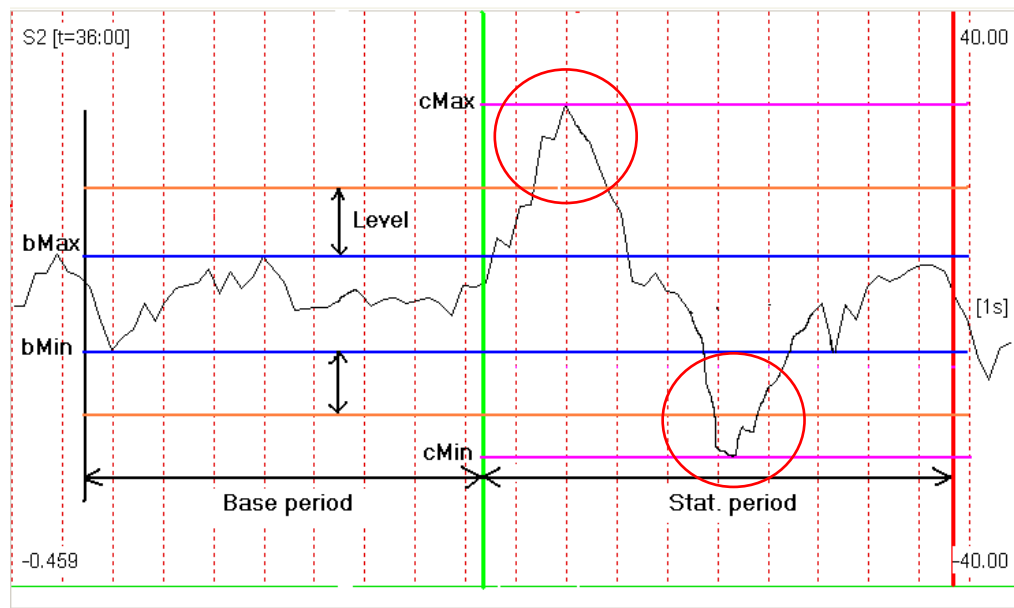 S2 [t=36:00]
40.00
cMax
Level
bMax
[1s]
bMin
cMin
Base period
Stat. period
-0.459
-40.00